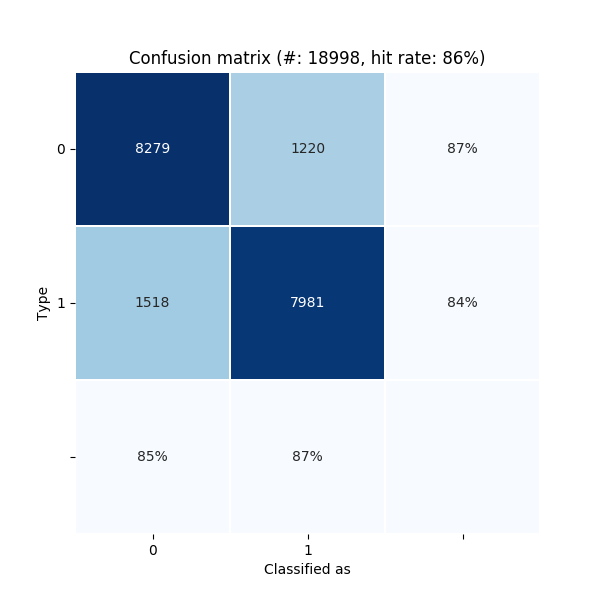 Confusion matrix (#: 18998, hit rate: 86%)
0 8279 1220 87%
Type
1 1518 7981 84%
85% 87%
0 1
Classified as